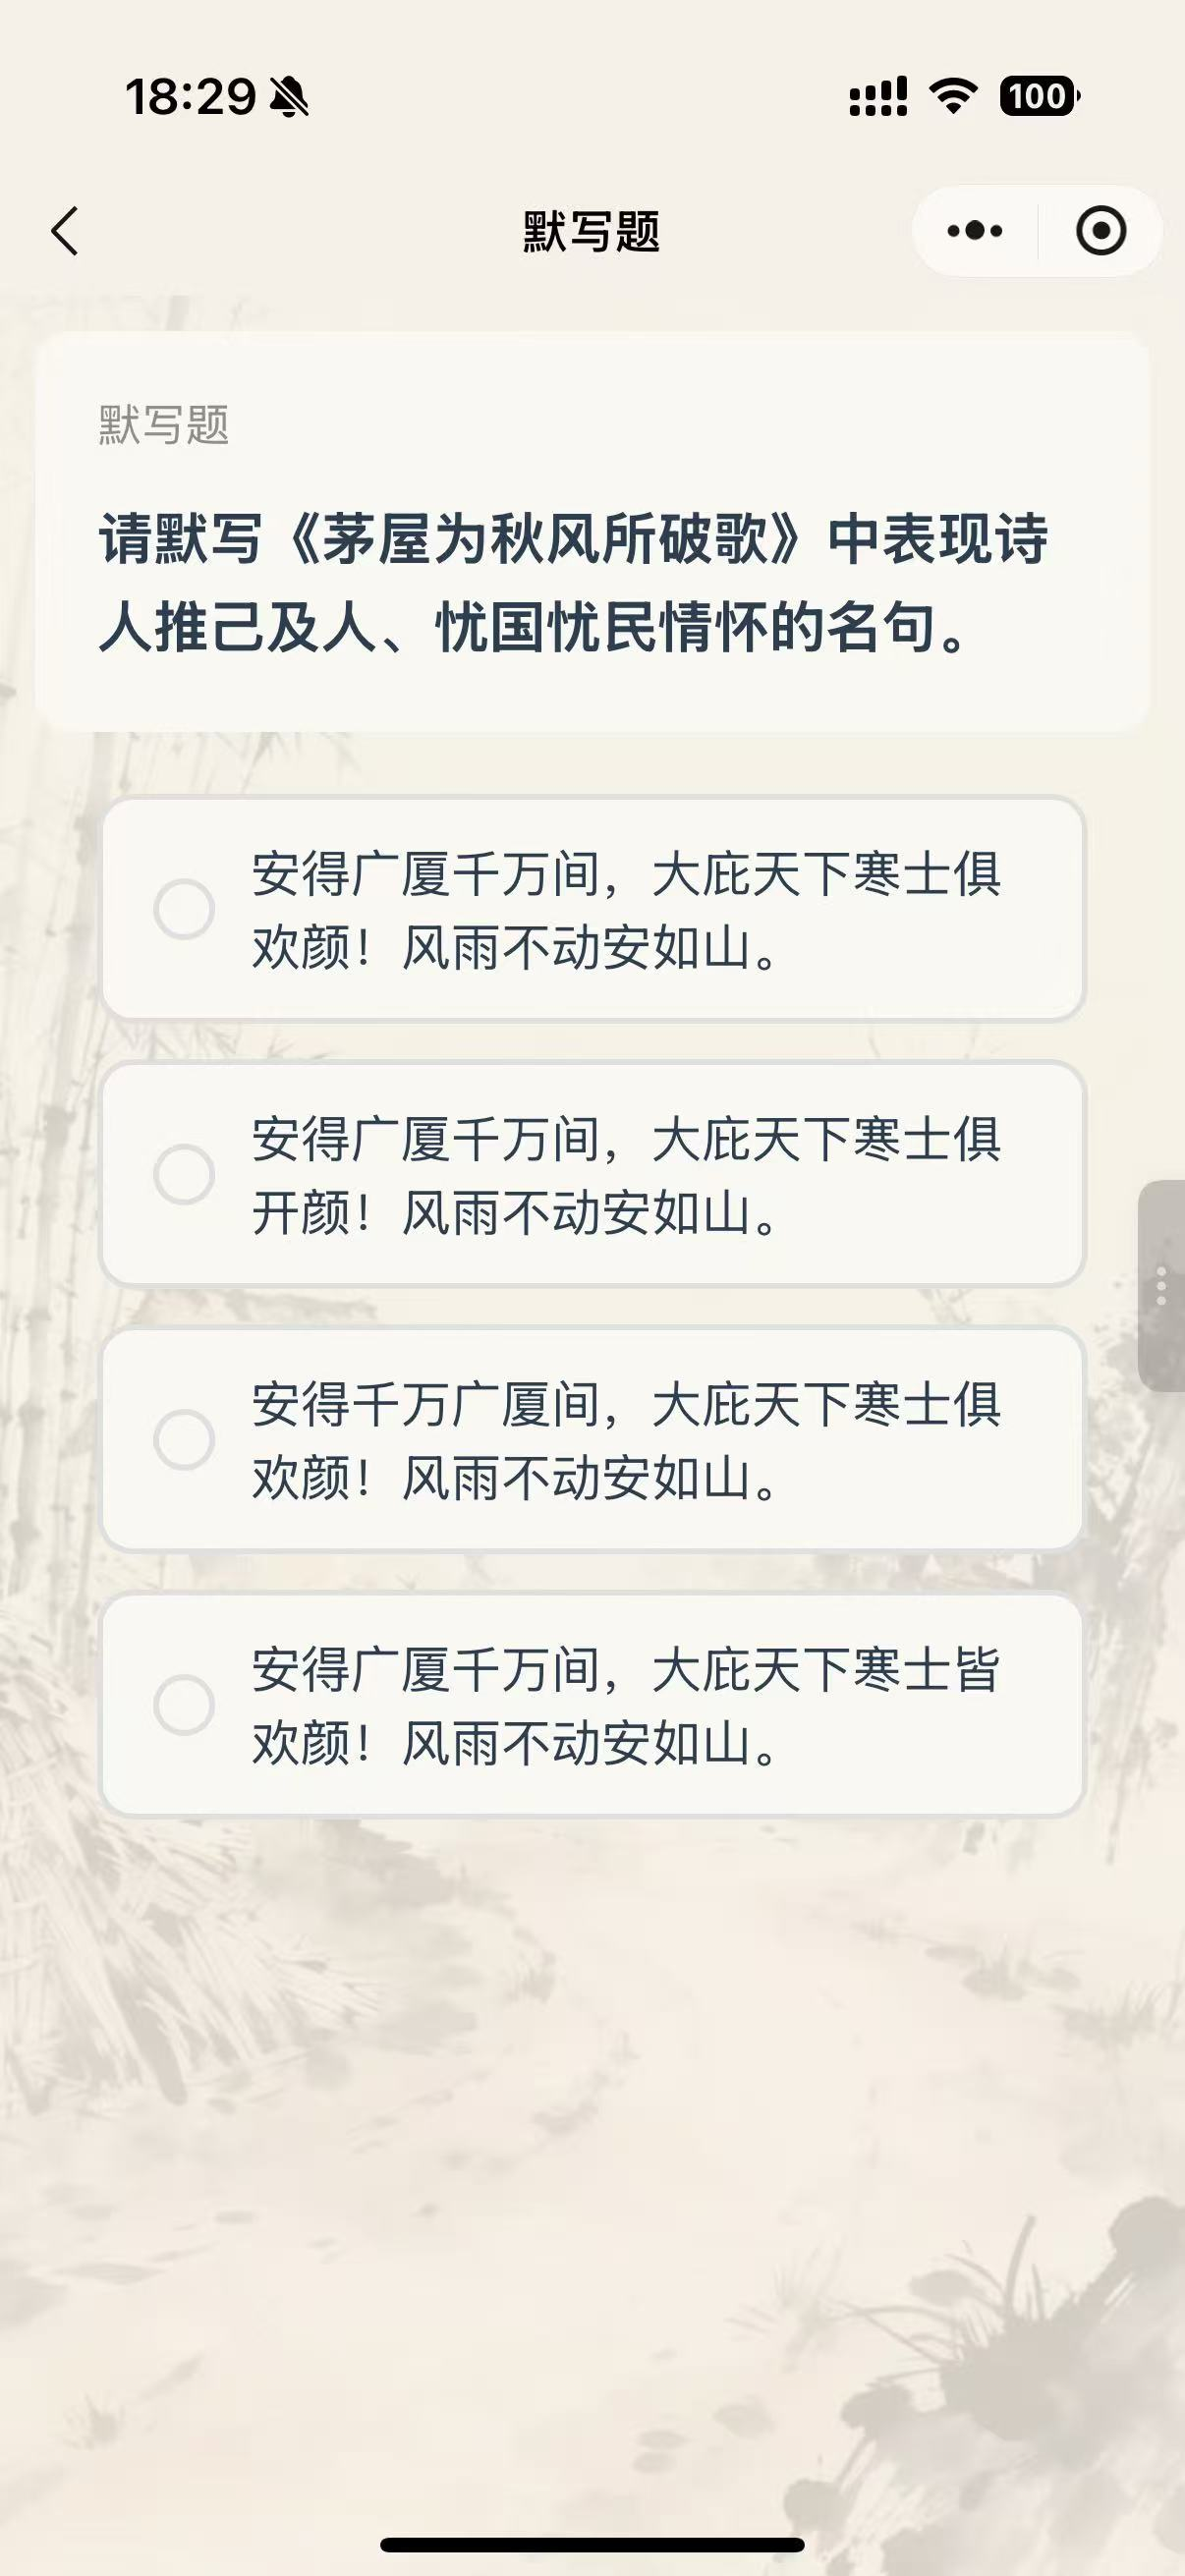 18:29
100
默写题
默写题
请默写《茅屋为秋风所破歌》中表现诗
人推己及人、忧国忧民情怀的名句。
安得广厦千万间，大庇天下寒士俱
欢颜！风雨不动安如山。
安得广厦千万间，大庇天下寒士俱
开颜！风雨不动安如山。
安得千万广厦间，大庇天下寒士俱
欢颜！风雨不动安如山。
安得广厦千万间，大庇天下寒士皆
欢颜！风雨不动安如山。